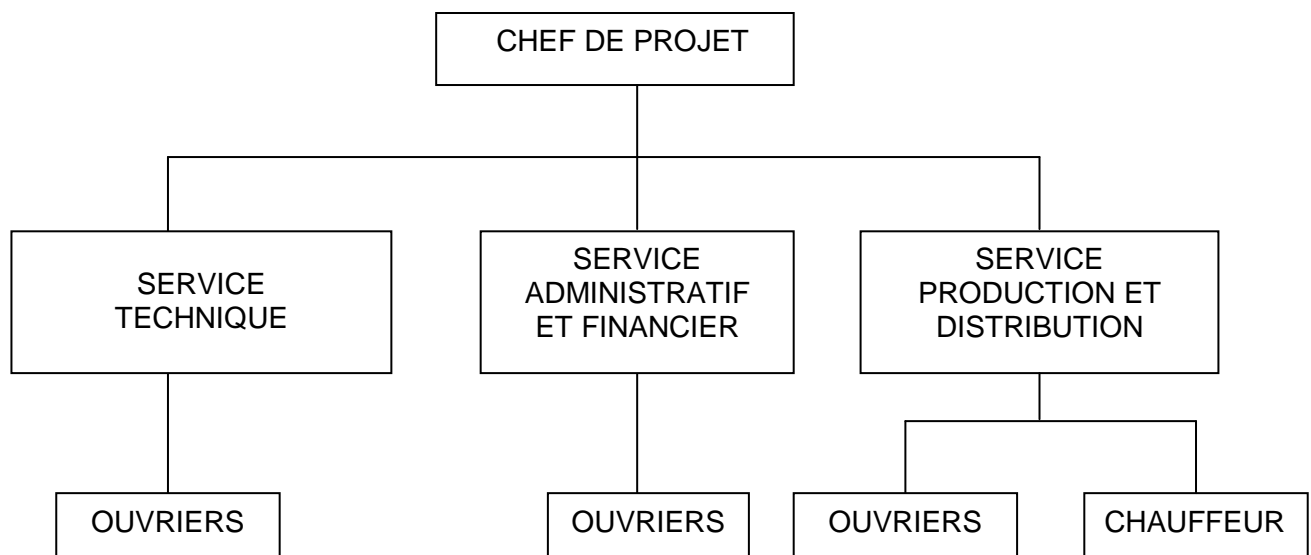 CHEF DE PROJET
SERVICE
TECHNIQUE
SERVICE
ADMINISTRATIF
ET FINANCIER
SERVICE
PRODUCTION ET
DISTRIBUTION
OUVRIERS
OUVRIERS
OUVRIERS
CHAUFFEUR